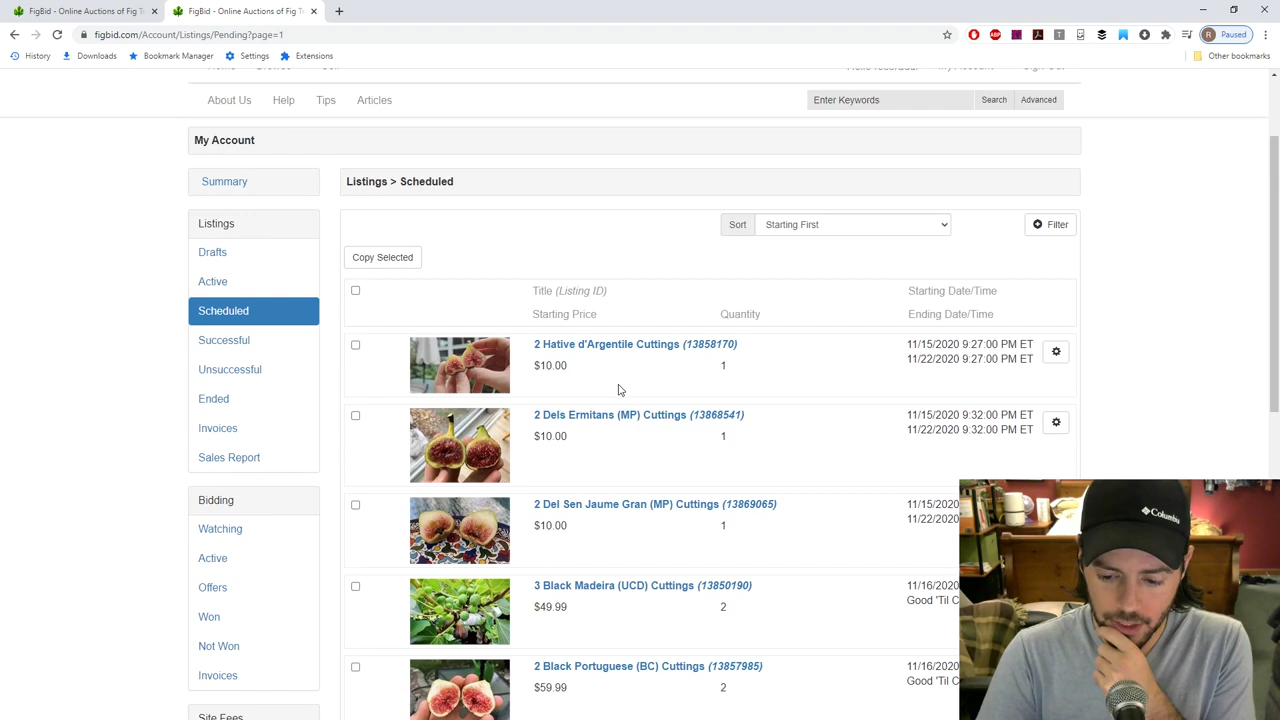 FigBid - Online Auctions of Fig T
FigBid - Online Auctions of Fig T
figbid.com/Account/Listings/Pending?page=1
Paused
History
Downloads
Bookmark Manager
Settings
Extensions
Other bookmarks
About Us
Help
Tips
Articles
Enter Keywords
Search
Advanced
My Account
Summary
Listings > Scheduled
Listings
Sort
Starting First
Filter
Drafts
Copy Selected
Active
Title (Listing ID)
Starting Date/Time
Scheduled
Starting Price
Quantity
Ending Date/Time
Successful
2 Hative d'Argentile Cuttings (13858170)
11/15/2020 9:27:00 PM ET
$10.00
1
11/22/2020 9:27:00 PM ET
Unsuccessful
Ended
2 Dels Ermitans (MP) Cuttings (13868541)
11/15/2020 9:32:00 PM ET
Invoices
$10.00
1
11/22/2020 9:32:00 PM ET
Sales Report
Bidding
2 Del Sen Jaume Gran (MP) Cuttings (13869065)
11/15/20
Watching
$10.00
1
11/22/20
Active
Offers
3 Black Madeira (UCD) Cuttings (13850190)
11/16/2020
Won
$49.99
2
Good 'Til C
Not Won
Invoices
2 Black Portuguese (BC) Cuttings (13857985)
11/16/2020
$59.99
2
Good 'Til C
Site Fees
Columbia